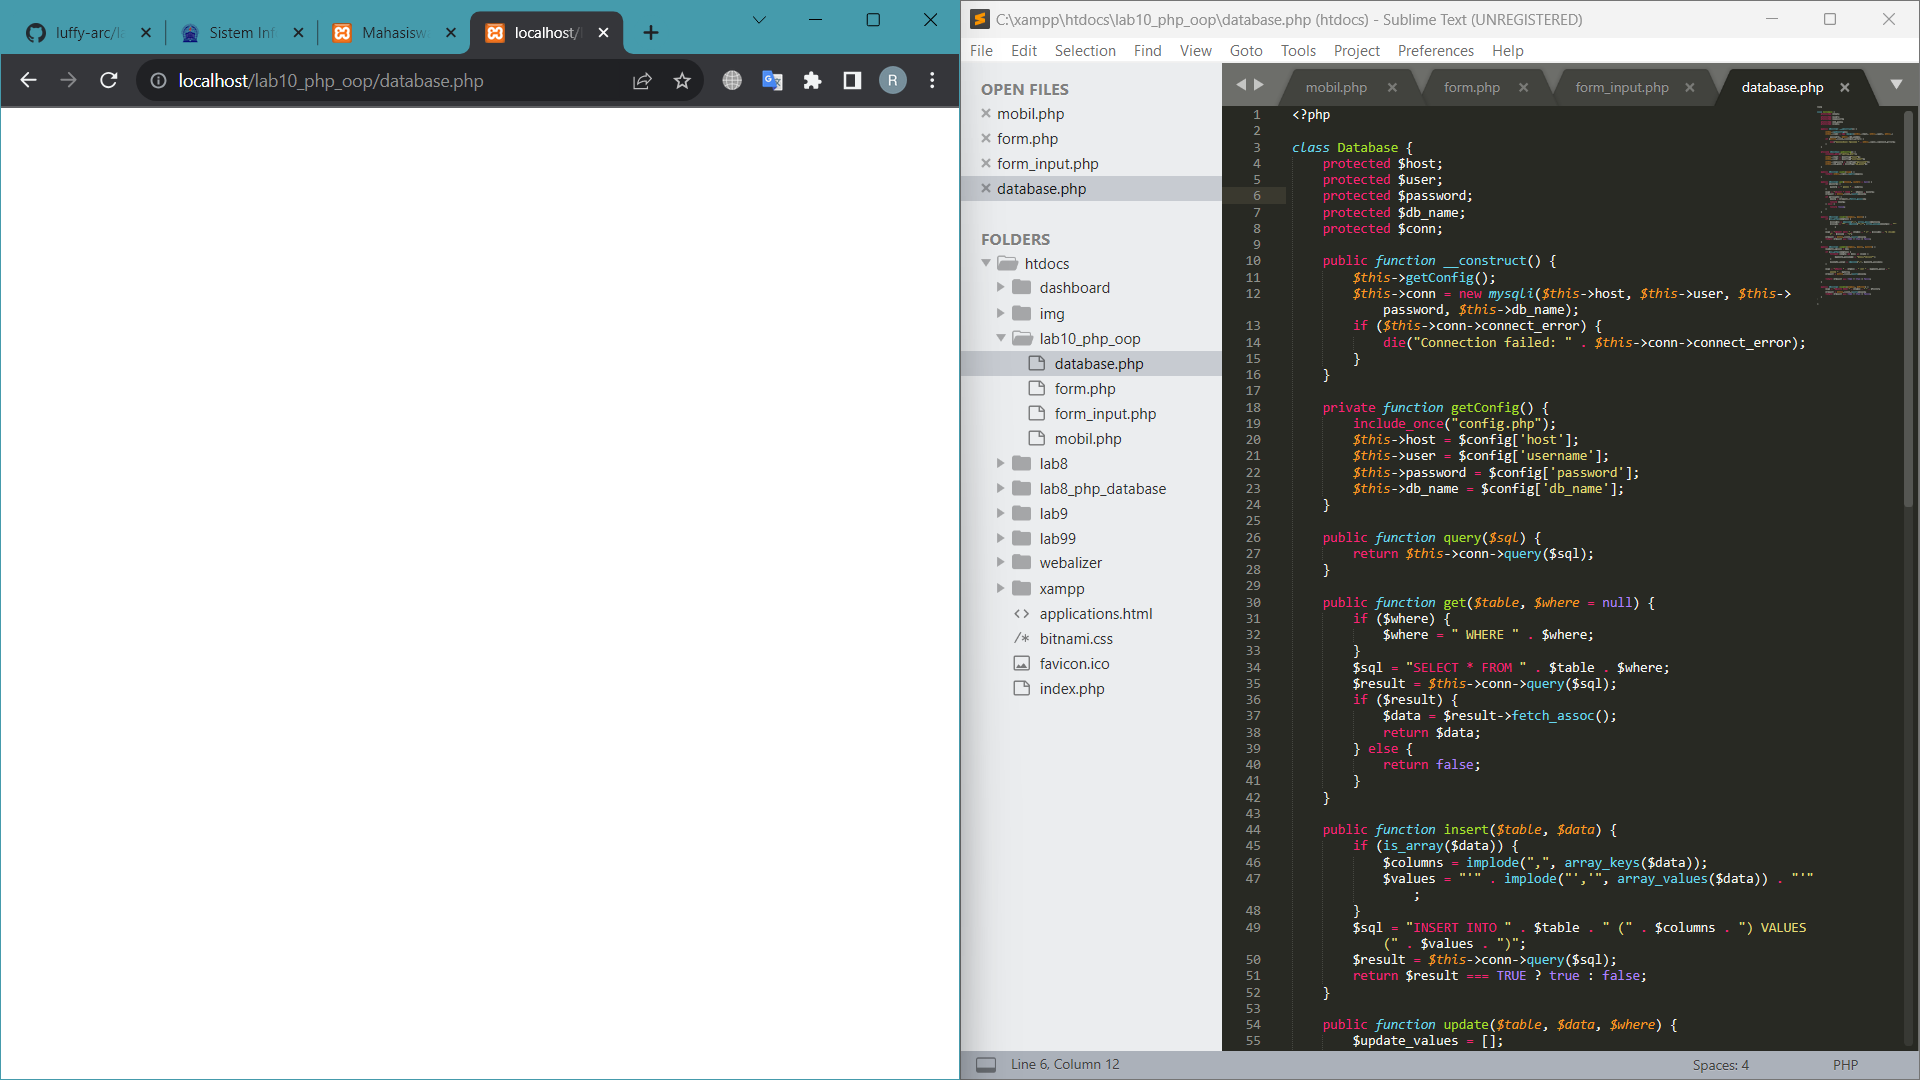 luffy-arc/l
Sistem Inf
Mahasisw
localhost/l
localhost/lab10_php_oop/database.php
R
C:\xampp\htdocs\lab10_php_oop\database.php (htdocs) - Sublime Text (UNREGISTERED)
File Edit Selection Find View Goto Tools Project Preferences Help
OPEN FILES
mobil.php
form.php
form_input.php
database.php
FOLDERS
htdocs
dashboard
img
lab10_php_oop
database.php
form.php
form_input.php
mobil.php
lab8
lab8_php_database
lab9
lab99
webalizer
xampp
<> applications.html
/* bitnami.css
favicon.ico
index.php
mobil.php form.php form_input.php database.php
1 <?php
2
3 class Database {
4 protected $host;
5 protected $user;
6 protected $password;
7 protected $db_name;
8 protected $conn;
9
10 public function __construct() {
11 $this->getConfig();
12 $this->conn = new mysqli($this->host, $this->user, $this->
password, $this->db_name);
13 if ($this->conn->connect_error) {
14 die("Connection failed: " . $this->conn->connect_error);
15 }
16 }
17
18 private function getConfig() {
19 include_once("config.php");
20 $this->host = $config['host'];
21 $this->user = $config['username'];
22 $this->password = $config['password'];
23 $this->db_name = $config['db_name'];
24 }
25
26 public function query($sql) {
27 return $this->conn->query($sql);
28 }
29
30 public function get($table, $where = null) {
31 if ($where) {
32 $where = " WHERE " . $where;
33 }
34 $sql = "SELECT * FROM " . $table . $where;
35 $result = $this->conn->query($sql);
36 if ($result) {
37 $data = $result->fetch_assoc();
38 return $data;
39 } else {
40 return false;
41 }
42 }
43
44 public function insert($table, $data) {
45 if (is_array($data)) {
46 $columns = implode(",", array_keys($data));
47 $values = "'" . implode("','", array_values($data)) . "'"
;
48 }
49 $sql = "INSERT INTO " . $table . " (" . $columns . ") VALUES
(" . $values . ")";
50 $result = $this->conn->query($sql);
51 return $result === TRUE ? true : false;
52 }
53
54 public function update($table, $data, $where) {
55 $update_values = [];
Line 6, Column 12
Spaces: 4
PHP